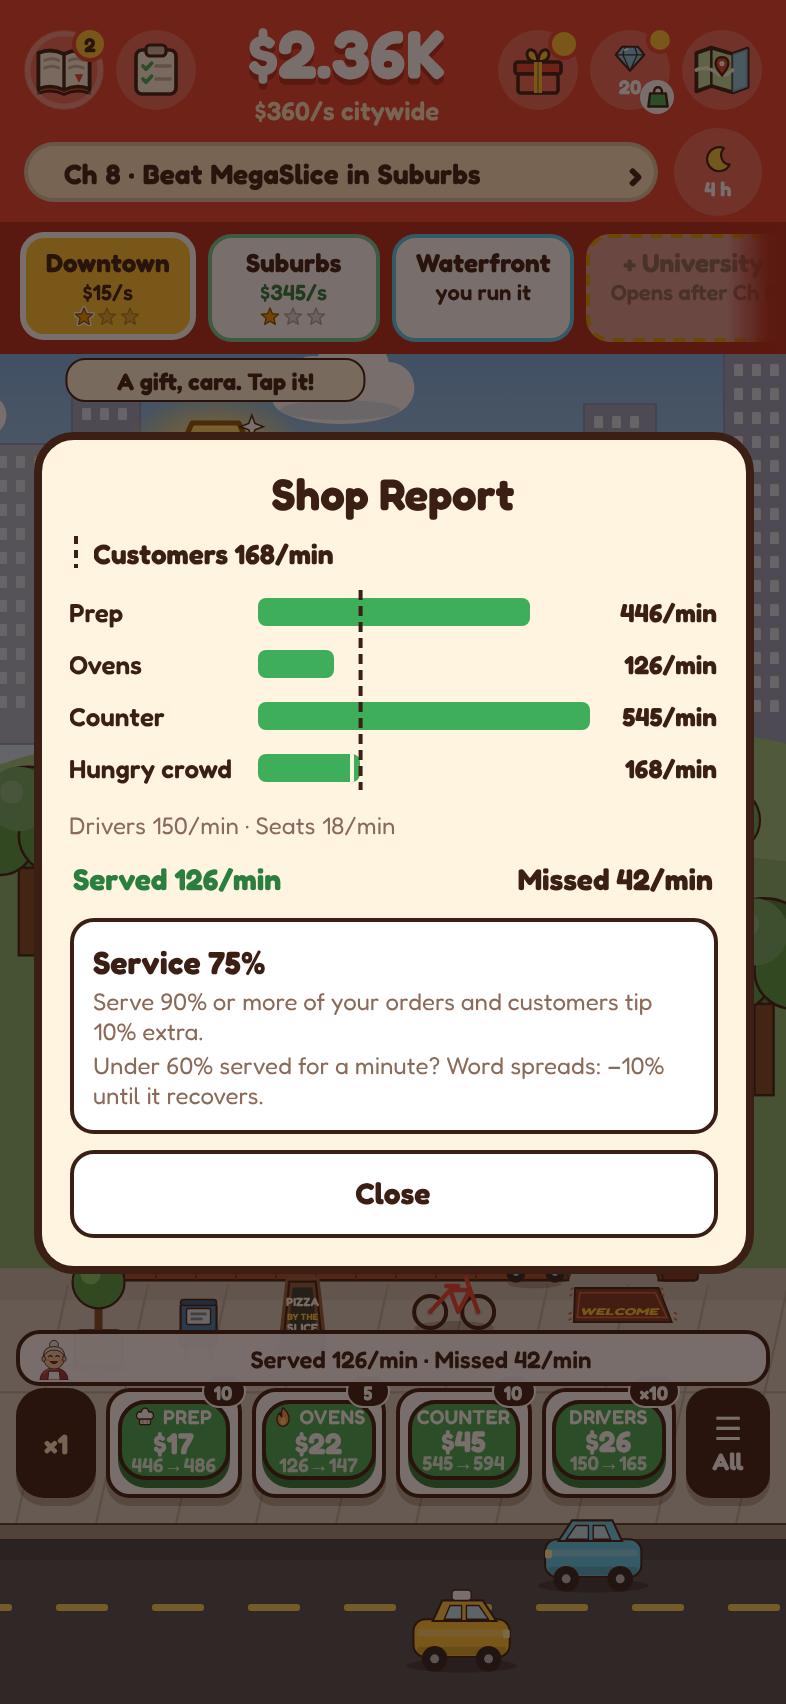 2
$2.36K
$360/s citywide
20
Ch 8 · Beat MegaSlice in Suburbs
4 h
Downtown
$15/s
Suburbs
$345/s
Waterfront
you run it
+ University
Opens after Ch
A gift, cara. Tap it!
Shop Report
Customers 168/min
Prep 446/min
Ovens 126/min
Counter 545/min
Hungry crowd 168/min
Drivers 150/min · Seats 18/min
Served 126/min Missed 42/min
Service 75%
Serve 90% or more of your orders and customers tip
10% extra.
Under 60% served for a minute? Word spreads: −10%
until it recovers.
Close
PIZZA
BY THE
SLICE
WELCOME
Served 126/min · Missed 42/min
x1
10
PREP
$17
446→486
5
OVENS
$22
126→147
10
COUNTER
$45
545→594
x10
DRIVERS
$26
150→165
All